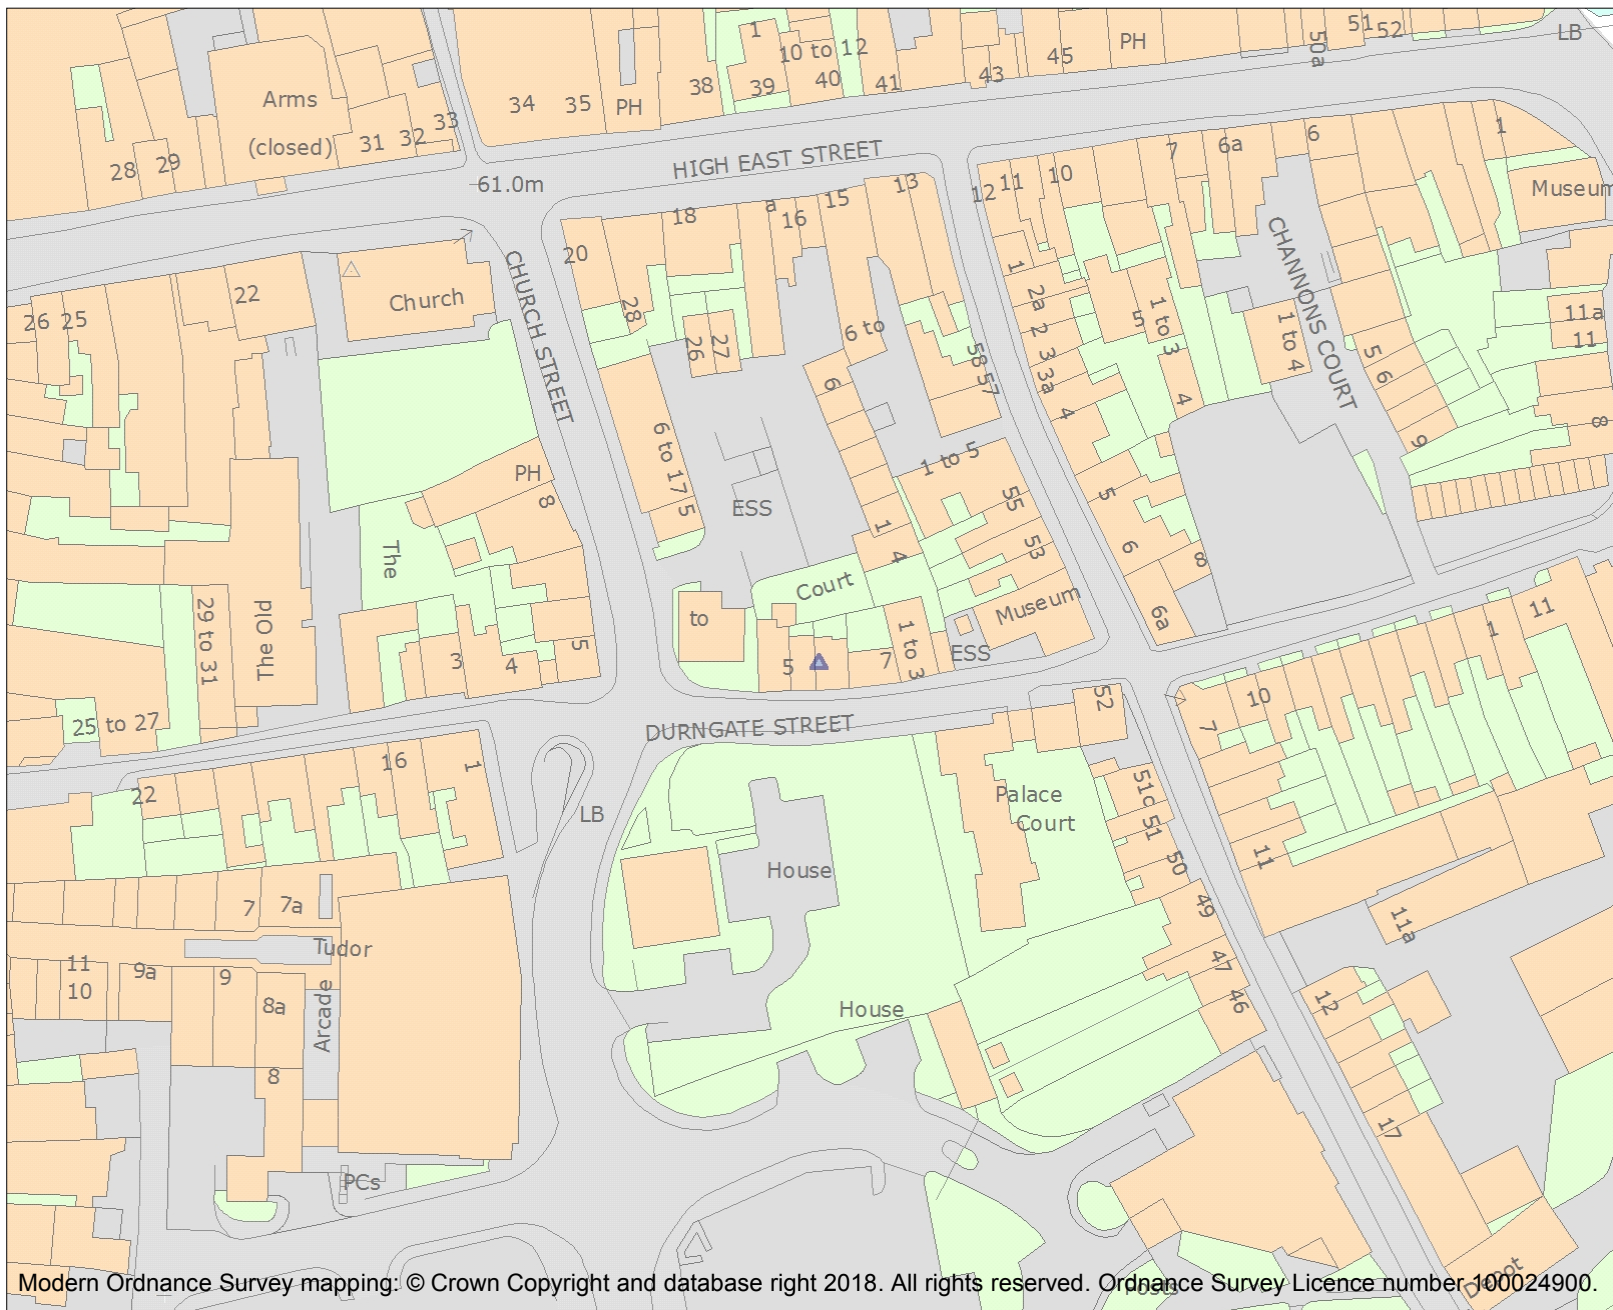 51
52
LB
50a
1
10 to 12
PH
45
38
39
40
41
43
Arms
(closed)
34
35
PH
33
32
31
28
29
HIGH EAST STREET
61.0m
12
11
10
7
6a
6
1
Museum
13
15
16
a
18
20
CHURCH STREET
CHANNONS COURT
22
Church
26
25
28
26
27
6 to
6
58
57
1
2a
2
3
3a
4
5
1 to 3
4
1 to 4
5
6
9
11a
11
8
PH
8
6 to 17
5
ESS
1 to 5
55
53
1
4
5
6
8
6a
The
29 to 31
The Old
Court
to
Museum
ESS
3
4
5
5
7
1 to 3
1
11
25 to 27
DURNGATE STREET
52
7
10
16
1
22
LB
Palace
Court
51c
51
50
49
47
46
11
11a
House
House
7
7a
Tudor
Arcade
11
10
9a
9
8a
8
12
17
PCs
Posts
Depot
Modern Ordnance Survey mapping: © Crown Copyright and database right 2018. All rights reserved. Ordnance Survey Licence number 100024900.